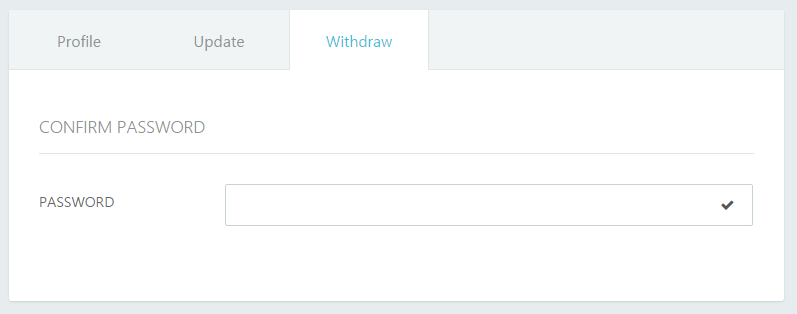 Profile Update Withdraw
CONFIRM PASSWORD
PASSWORD